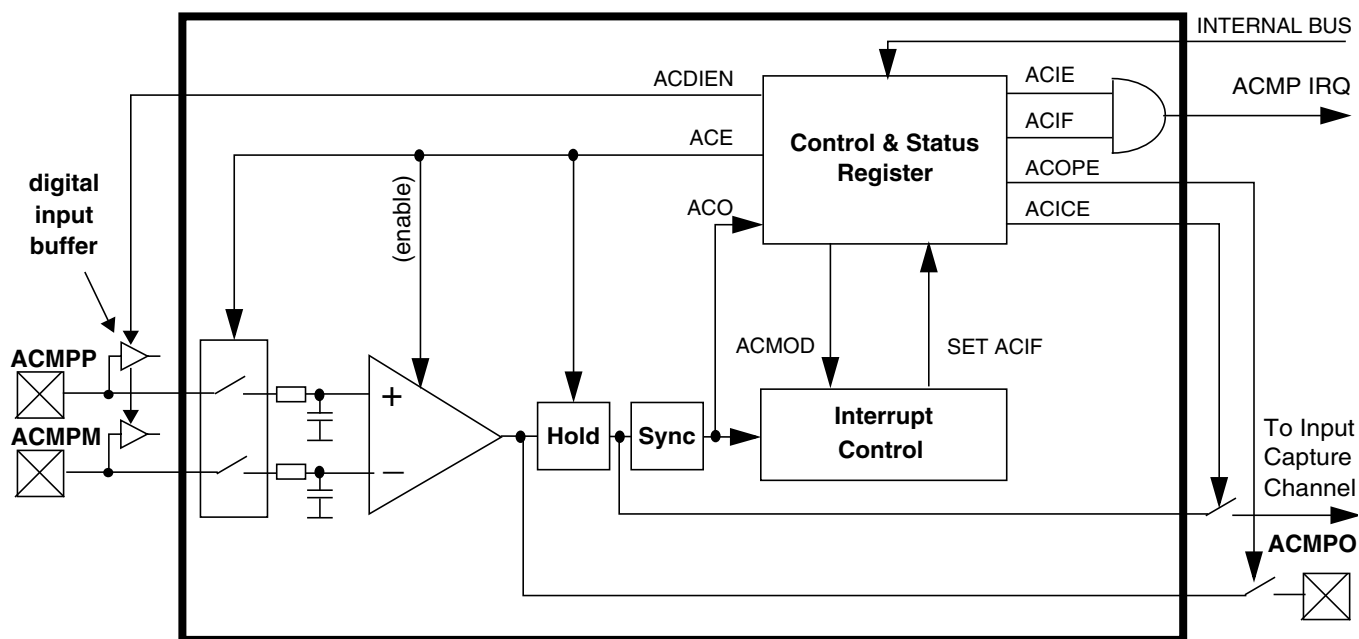 INTERNAL BUS
ACDIEN
ACIE
ACMP IRQ
ACE
Control & Status
Register
ACIF
ACOPE
ACICE
digital
input
buffer
(enable)
ACO
ACMOD
SET ACIF
ACMPP
+
Hold
Sync
Interrupt
Control
ACMPM
−
To Input
Capture
Channel
ACMPO